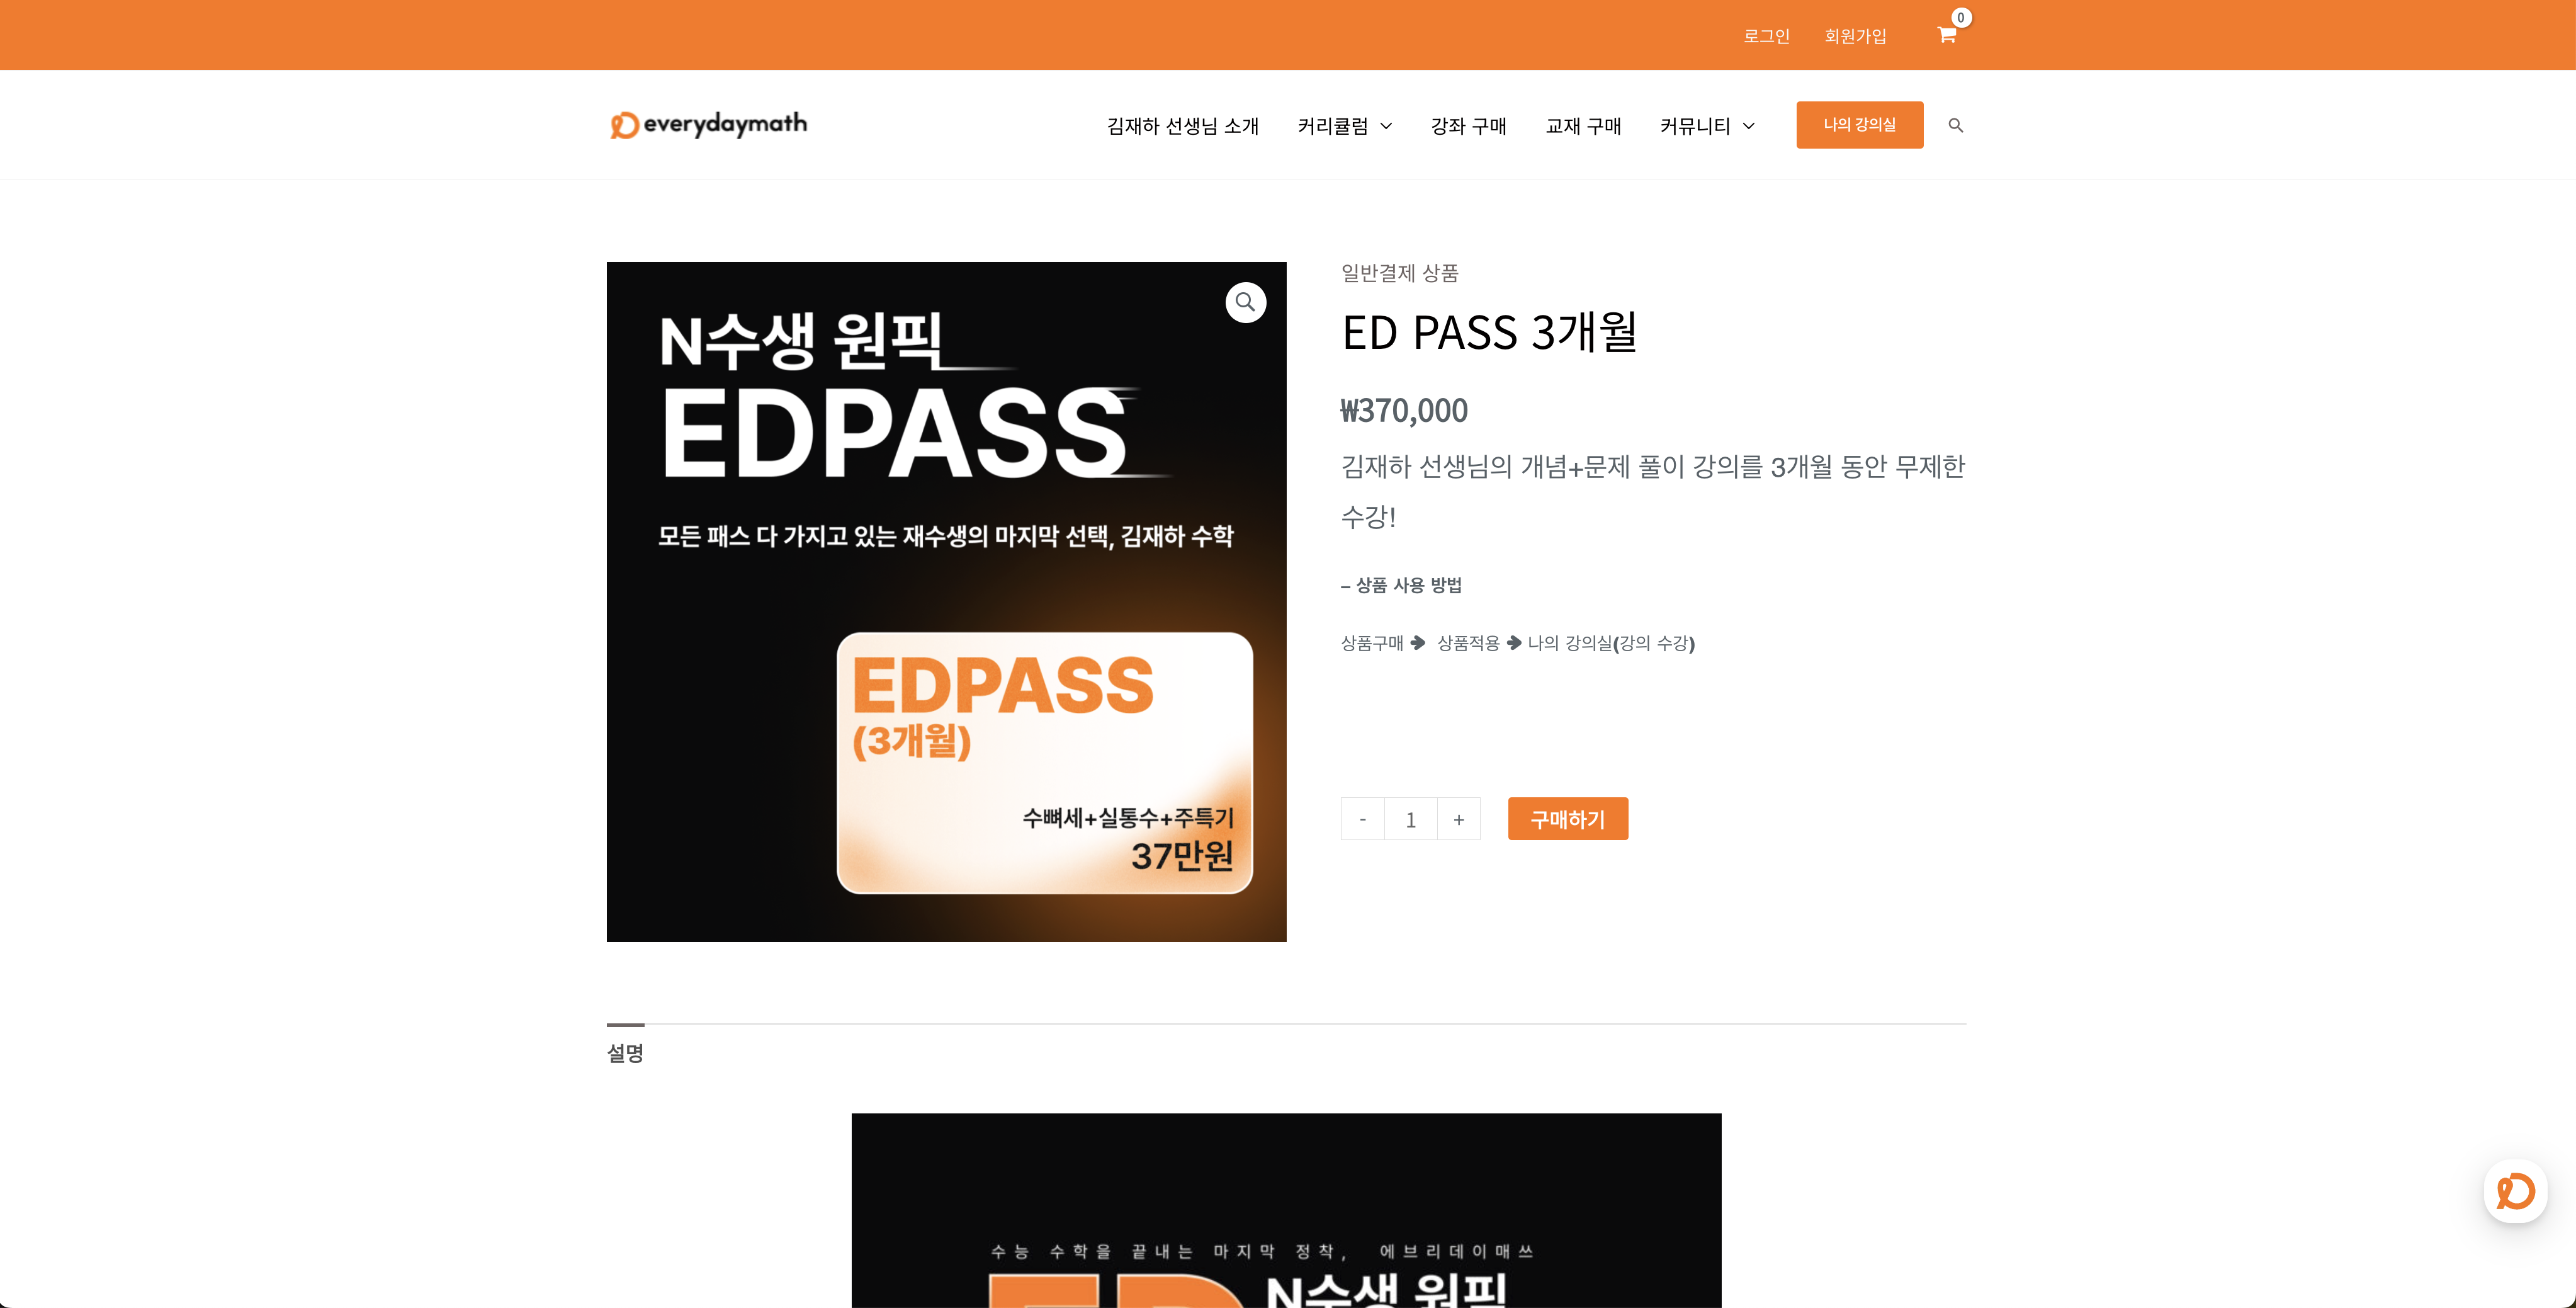 로그인 회원가입 0
everydaymath
김재하 선생님 소개 커리큘럼 강좌 구매 교재 구매 커뮤니티 나의 강의실
N수생 원픽
EDPASS
모든 패스 다 가지고 있는 재수생의 마지막 선택, 김재하 수학
EDPASS
(3개월)
수뼈세+실통수+주특기
37만원
일반결제 상품
ED PASS 3개월
₩370,000
김재하 선생님의 개념+문제 풀이 강의를 3개월 동안 무제한
수강!
– 상품 사용 방법
상품구매 🡲 상품적용 🡲 나의 강의실(강의 수강)
- 1 + 구매하기
설명
수능 수학을 끝내는 마지막 정착, 에브리데이매쓰
ED N수생 원픽